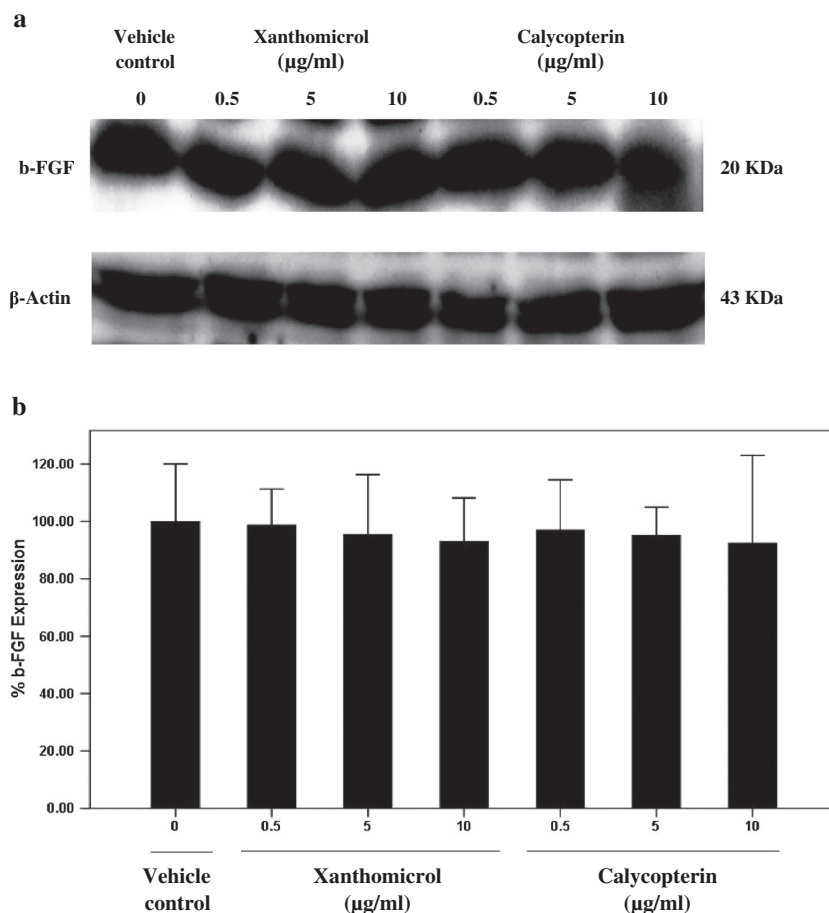 a
Vehicle control
Xanthomicrol (µg/ml)
Calycopterin (µg/ml)
0 0.5 5 10 0.5 5 10
b-FGF 20 KDa
β-Actin 43 KDa
b
120.00
100.00
80.00
60.00
40.00
20.00
0.00
% b-FGF Expression
0 0.5 5 10 0.5 5 10
Vehicle control
Xanthomicrol (µg/ml)
Calycopterin (µg/ml)